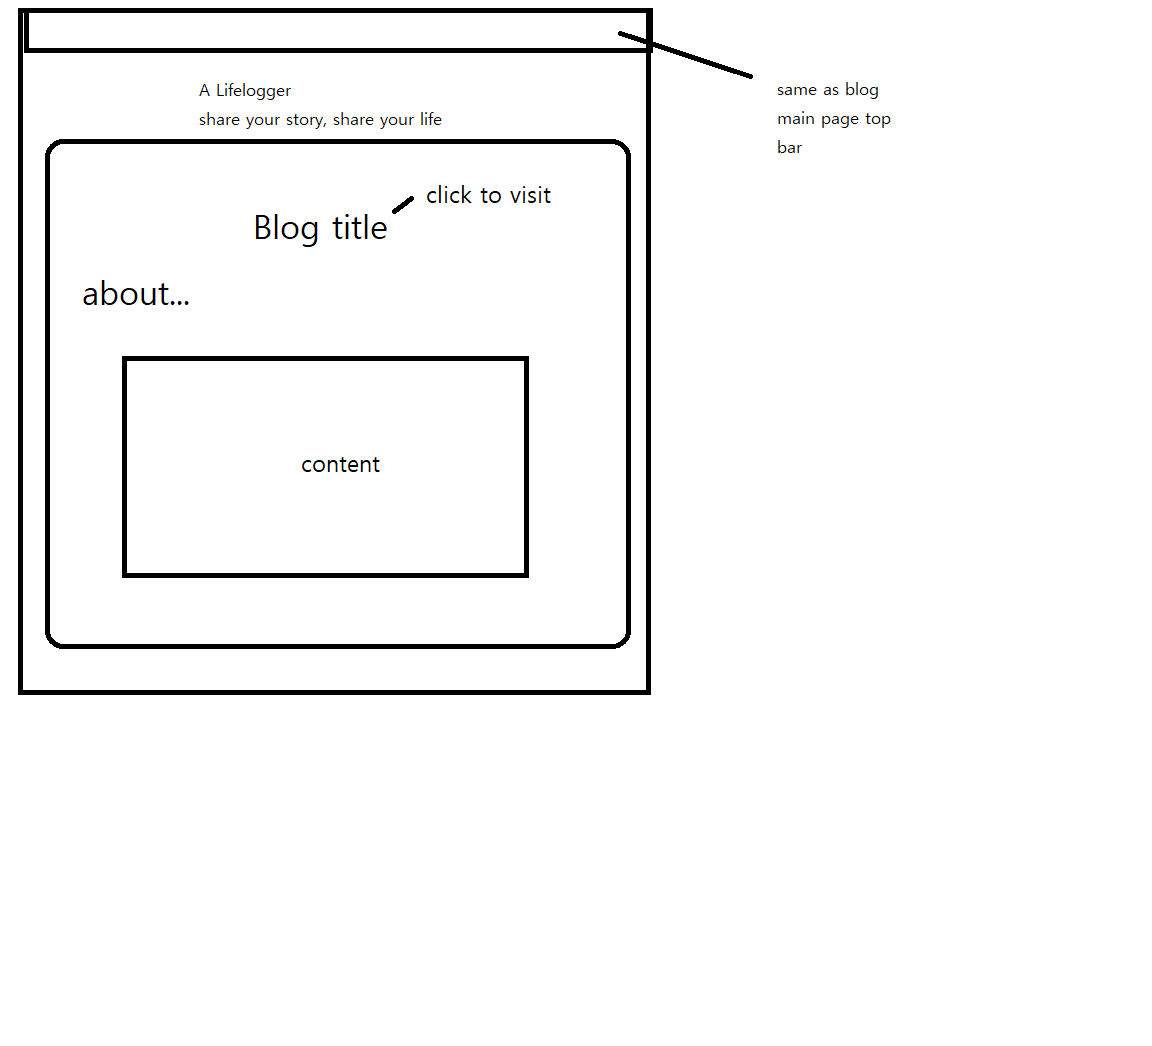 A Lifelogger
share your story, share your life
same as blog
main page top
bar
click to visit
Blog title
about...
content